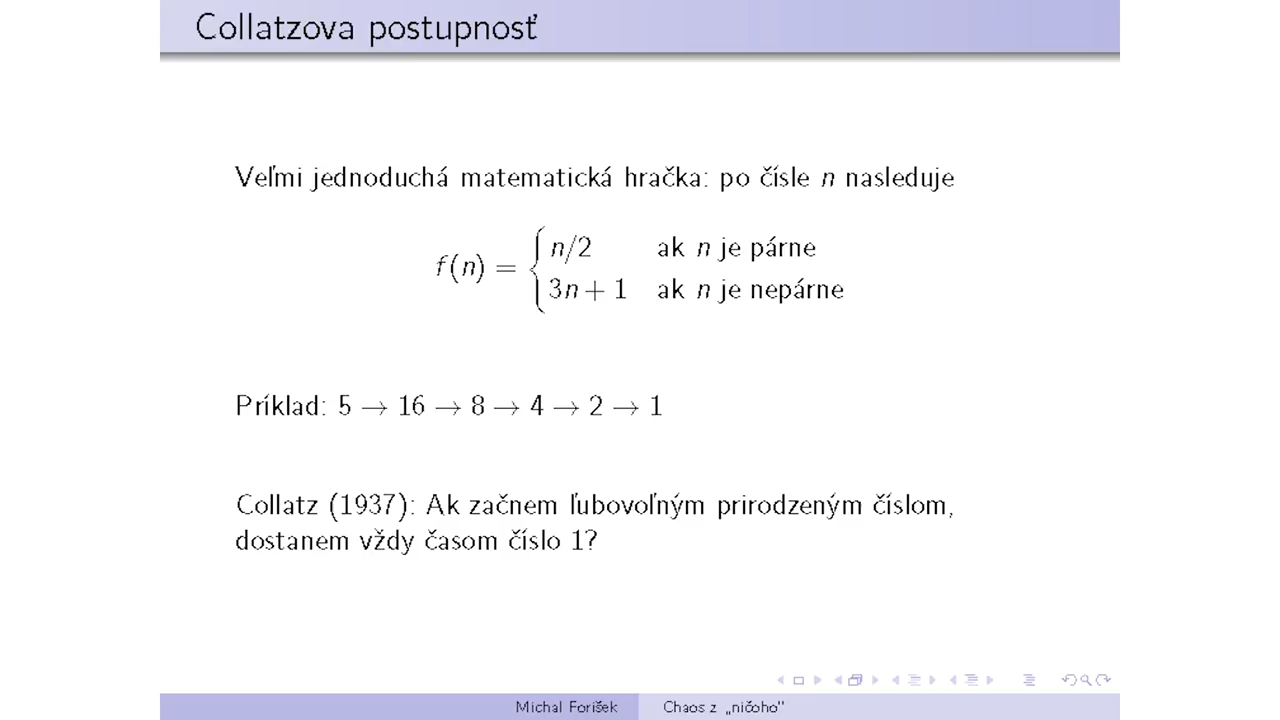 Collatzova postupnosť
Veľmi jednoduchá matematická hračka: po čísle n nasleduje
f(n) = { n/2 ak n je párne
3n + 1 ak n je nepárne
Príklad: 5 → 16 → 8 → 4 → 2 → 1
Collatz (1937): Ak začnem ľubovoľným prirodzeným číslom,
dostanem vždy časom číslo 1?
Michal Forišek Chaos z „ničoho“